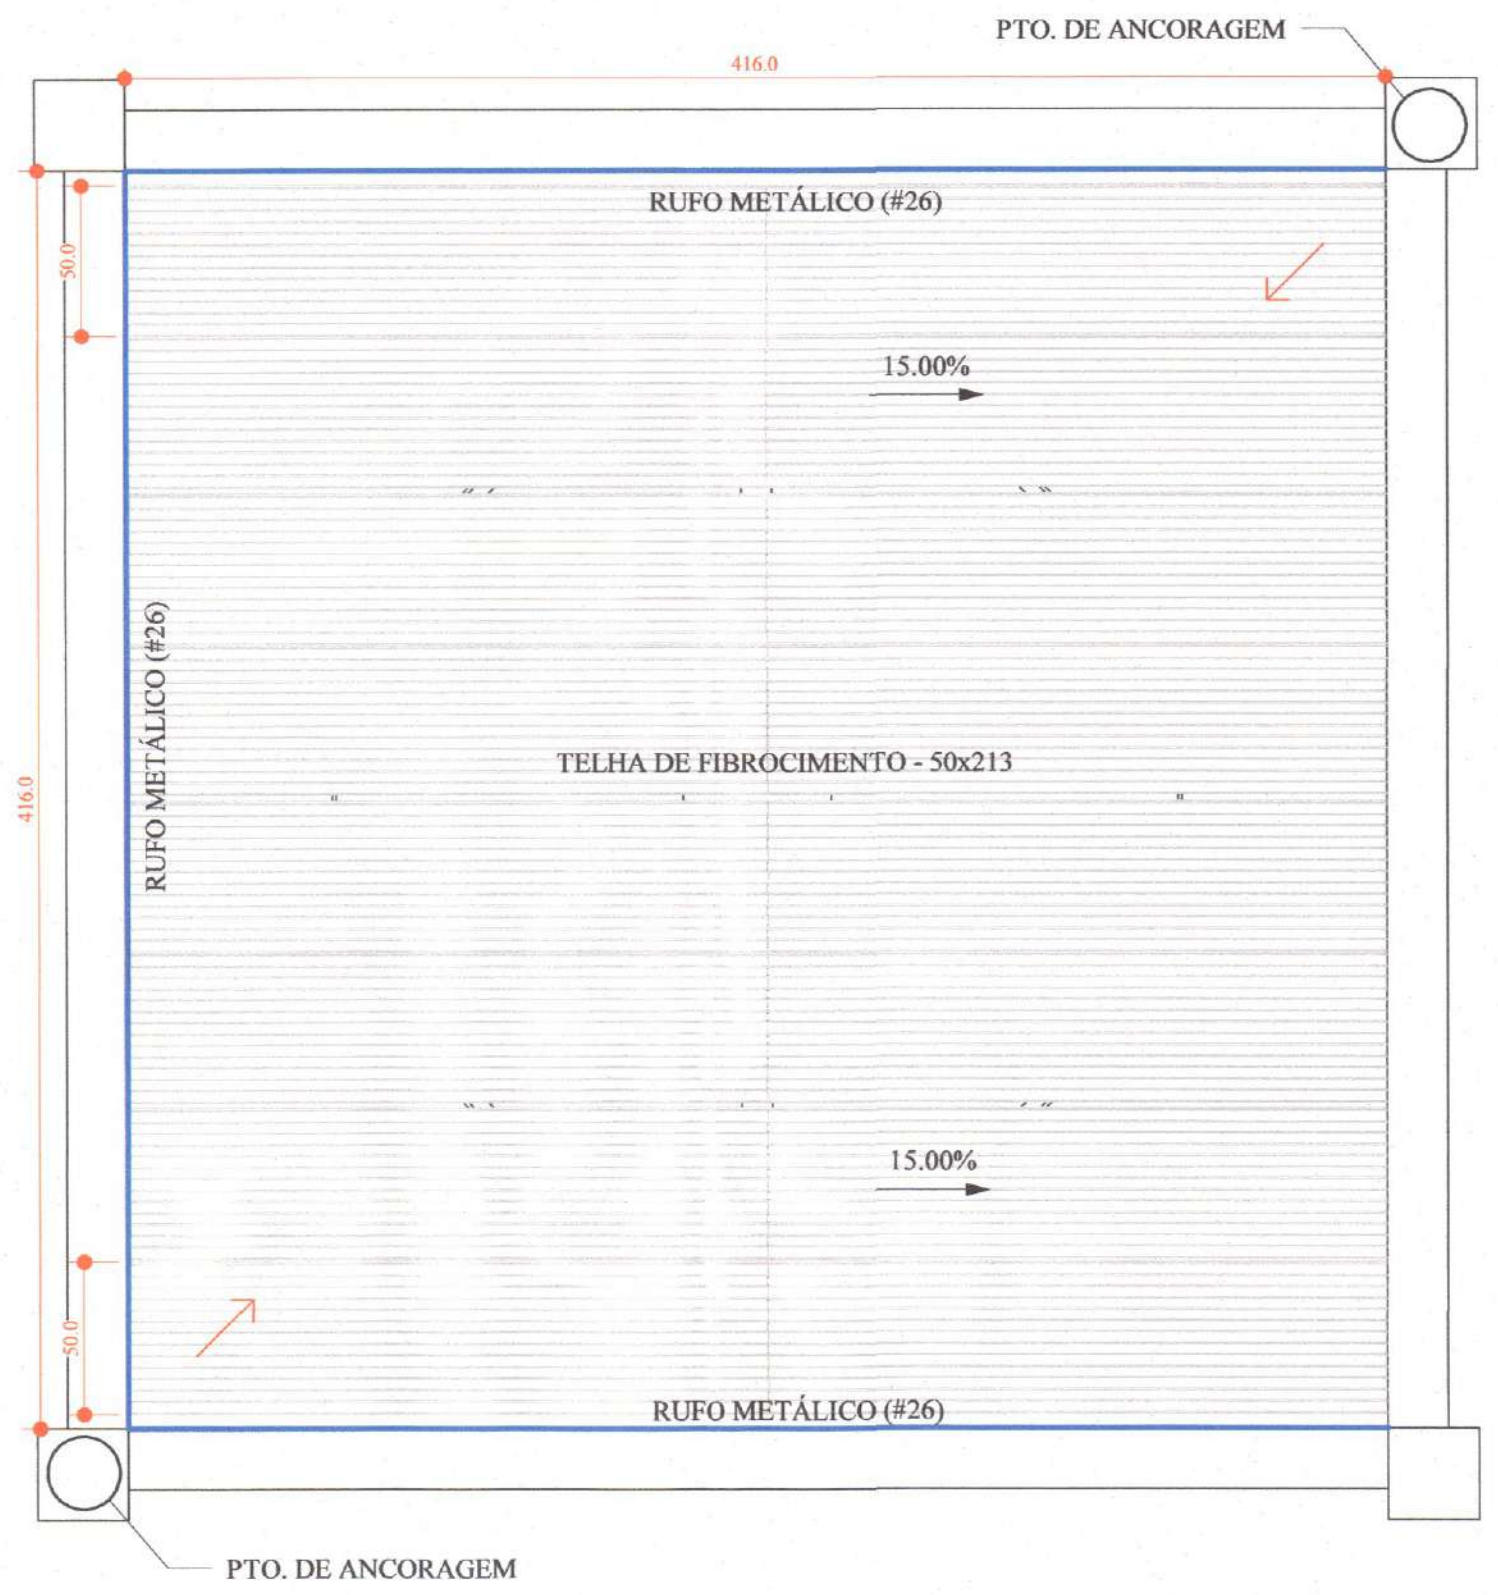 PTO. DE ANCORAGEM
416.0
RUFO METÁLICO (#26)
50.0
15.00%
RUFO METÁLICO (#26)
TELHA DE FIBROCIMENTO - 50x213
416.0
15.00%
50.0
RUFO METÁLICO (#26)
PTO. DE ANCORAGEM